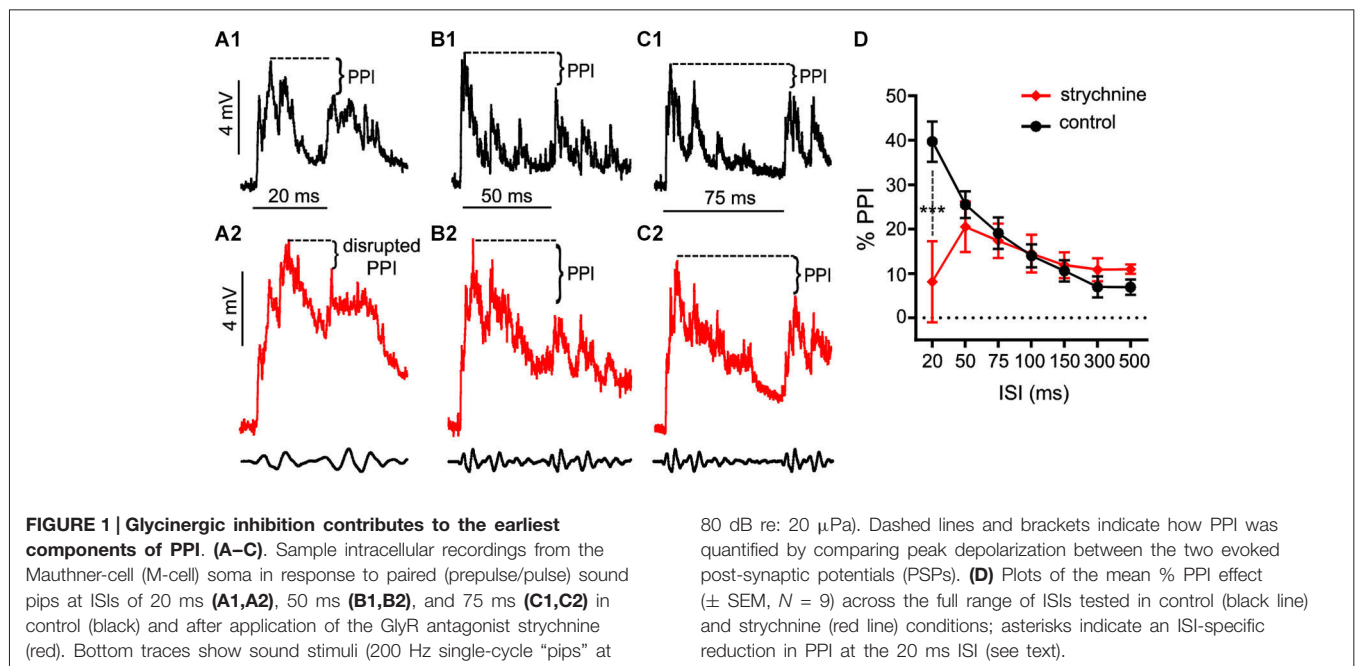 A1
B1
C1
D
PPI
PPI
PPI
4 mV
20 ms
50 ms
75 ms
A2
B2
C2
disrupted
PPI
PPI
PPI
4 mV
strychnine
control
50
40
30
20
10
0
% PPI
***
20
50
75
100
150
300
500
ISI (ms)
FIGURE 1 | Glycinergic inhibition contributes to the earliest
components of PPI. (A–C). Sample intracellular recordings from the
Mauthner-cell (M-cell) soma in response to paired (prepulse/pulse) sound
pips at ISIs of 20 ms (A1,A2), 50 ms (B1,B2), and 75 ms (C1,C2) in
control (black) and after application of the GlyR antagonist strychnine
(red). Bottom traces show sound stimuli (200 Hz single-cycle “pips” at
80 dB re: 20 μPa). Dashed lines and brackets indicate how PPI was
quantified by comparing peak depolarization between the two evoked
post-synaptic potentials (PSPs). (D) Plots of the mean % PPI effect
(± SEM, N = 9) across the full range of ISIs tested in control (black line)
and strychnine (red line) conditions; asterisks indicate an ISI-specific
reduction in PPI at the 20 ms ISI (see text).